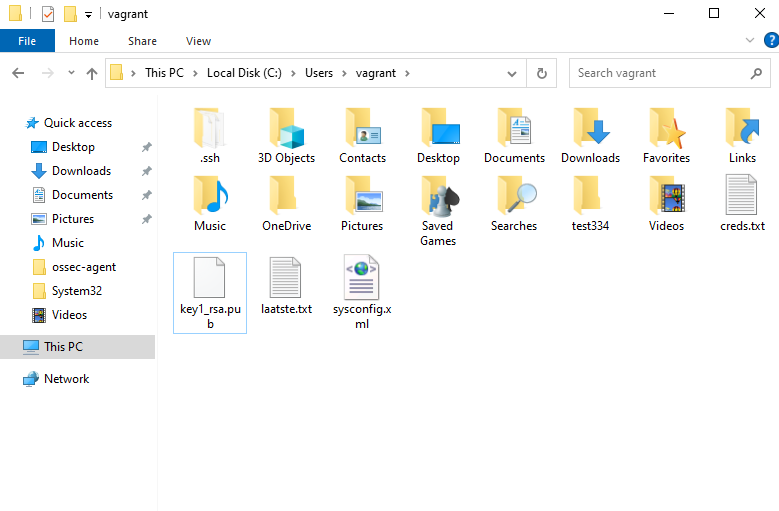 vagrant
File Home Share View
This PC Local Disk (C:) Users vagrant
Search vagrant
Quick access
Desktop
Downloads
Documents
Pictures
Music
ossec-agent
System32
Videos
This PC
Network
.ssh 3D Objects Contacts Desktop Documents Downloads Favorites Links
Music OneDrive Pictures Saved Searches test334 Videos creds.txt
Games
key1_rsa.pu laatste.txt sysconfig.x
b ml